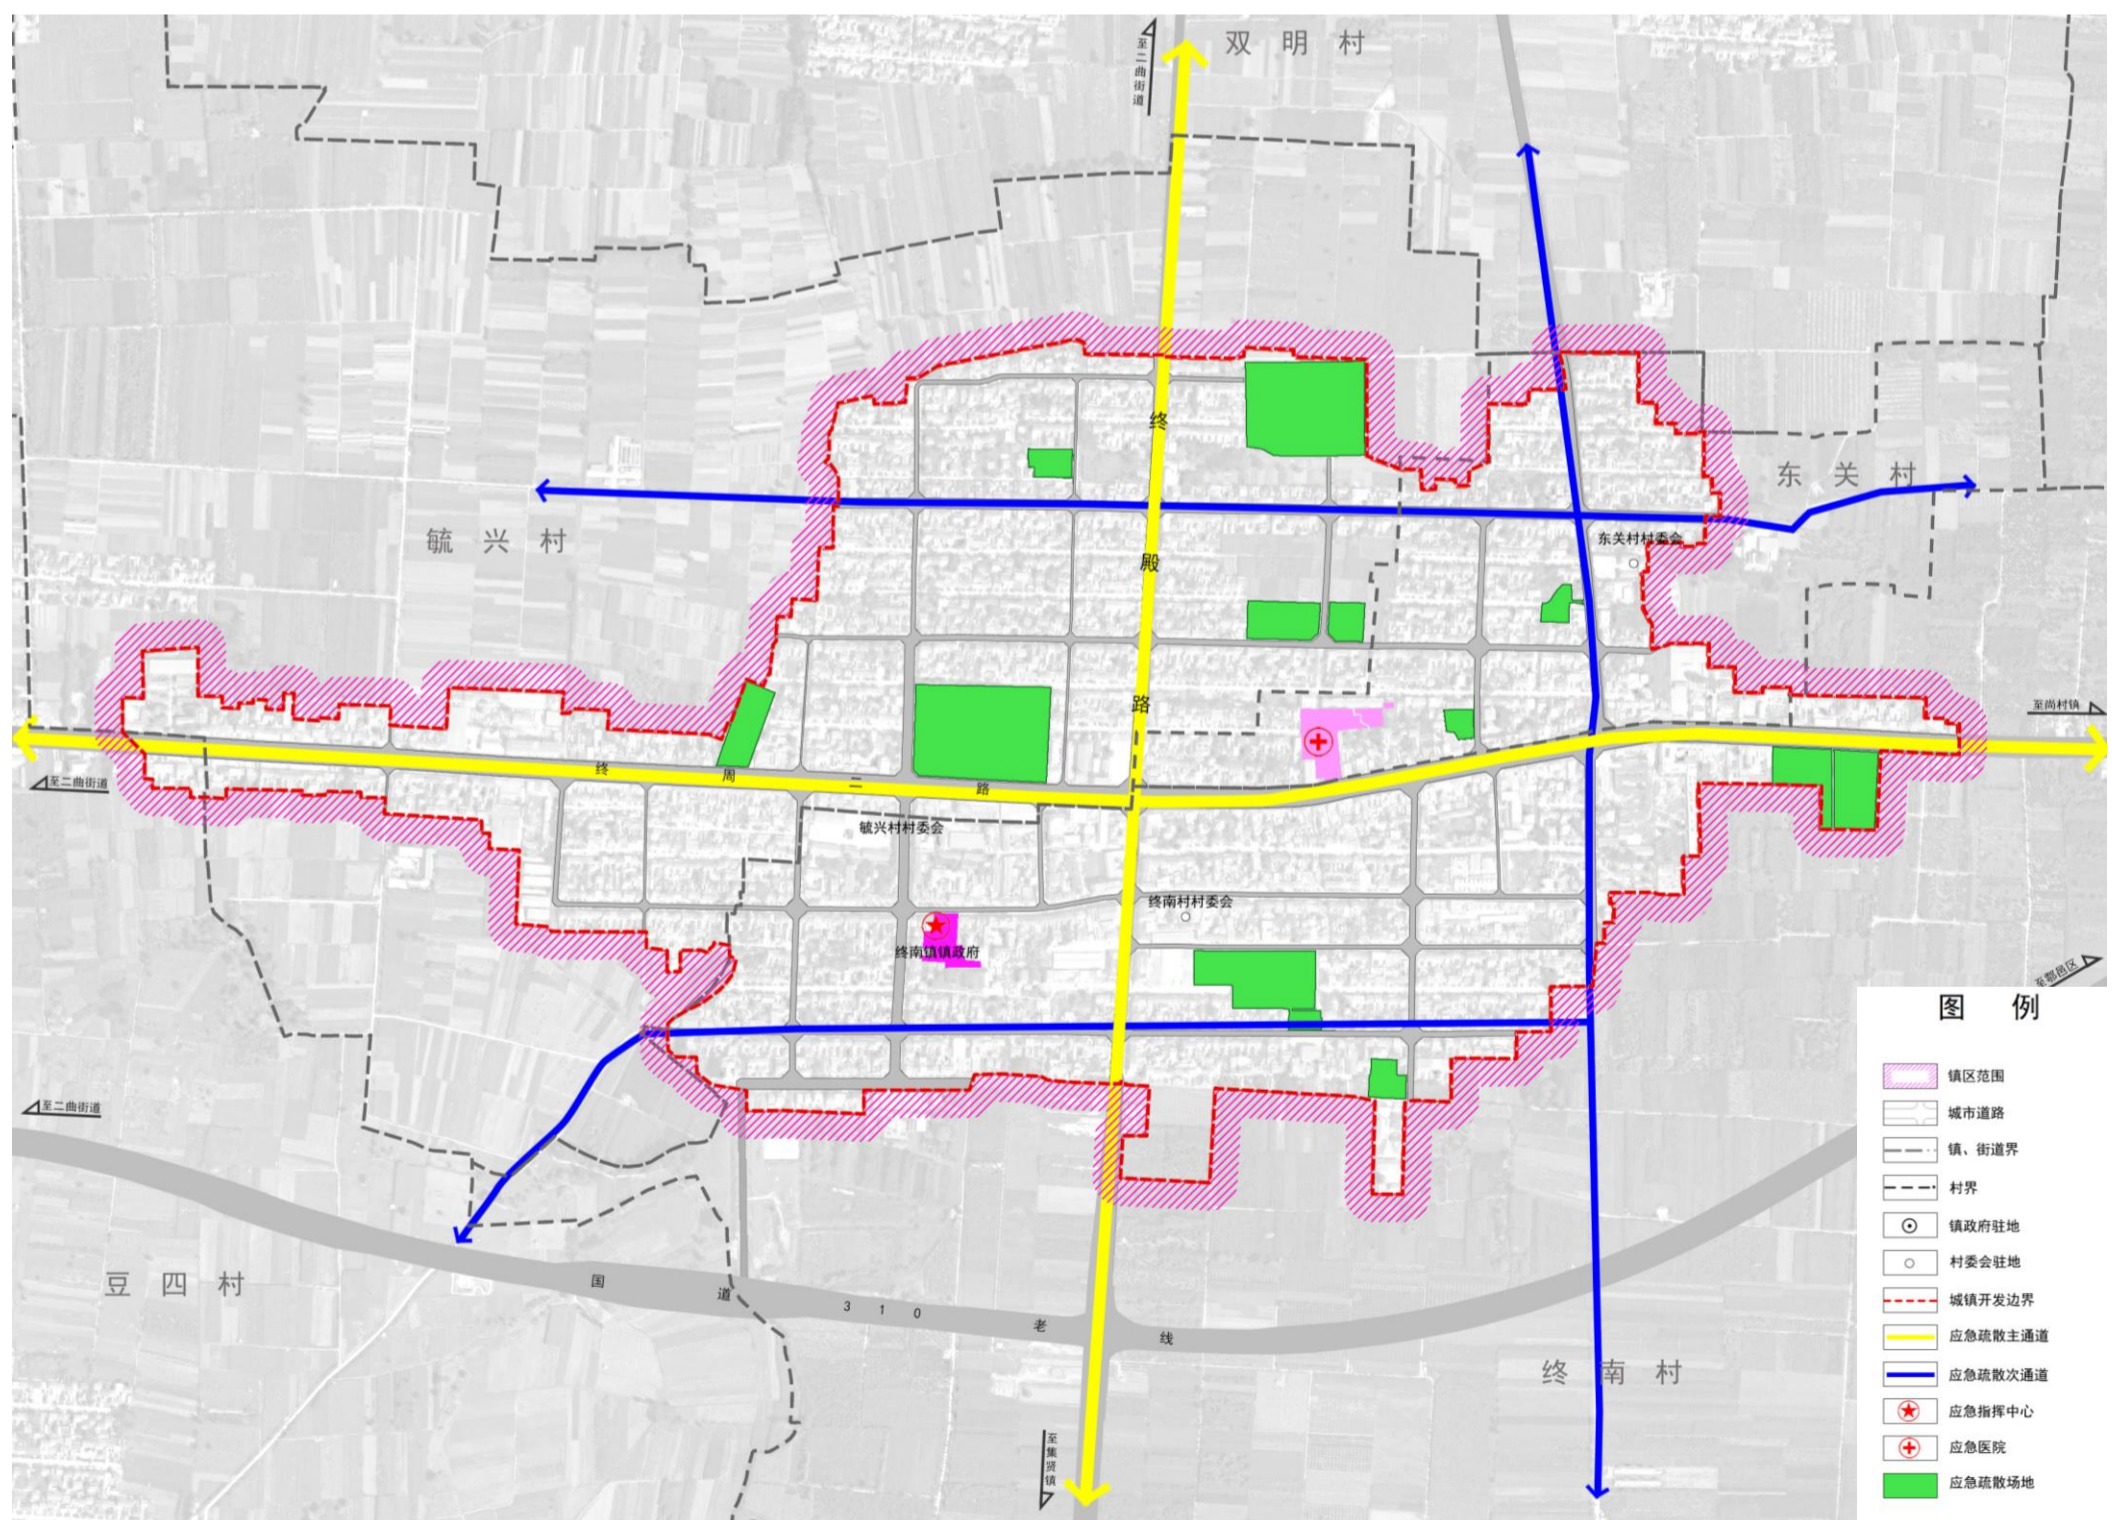 双明村
至二曲街道
终
东关村
毓兴村
东关村村委会
殿
路
至尚村镇
终周二路
至二曲街道
毓兴村村委会
终南村村委会
终南镇镇政府
至鄠邑区
至二曲街道
豆四村
国道310老线
终南村
至集贤镇
图例
镇区范围
城市道路
镇、街道界
村界
镇政府驻地
村委会驻地
城镇开发边界
应急疏散主通道
应急疏散次通道
应急指挥中心
应急医院
应急疏散场地